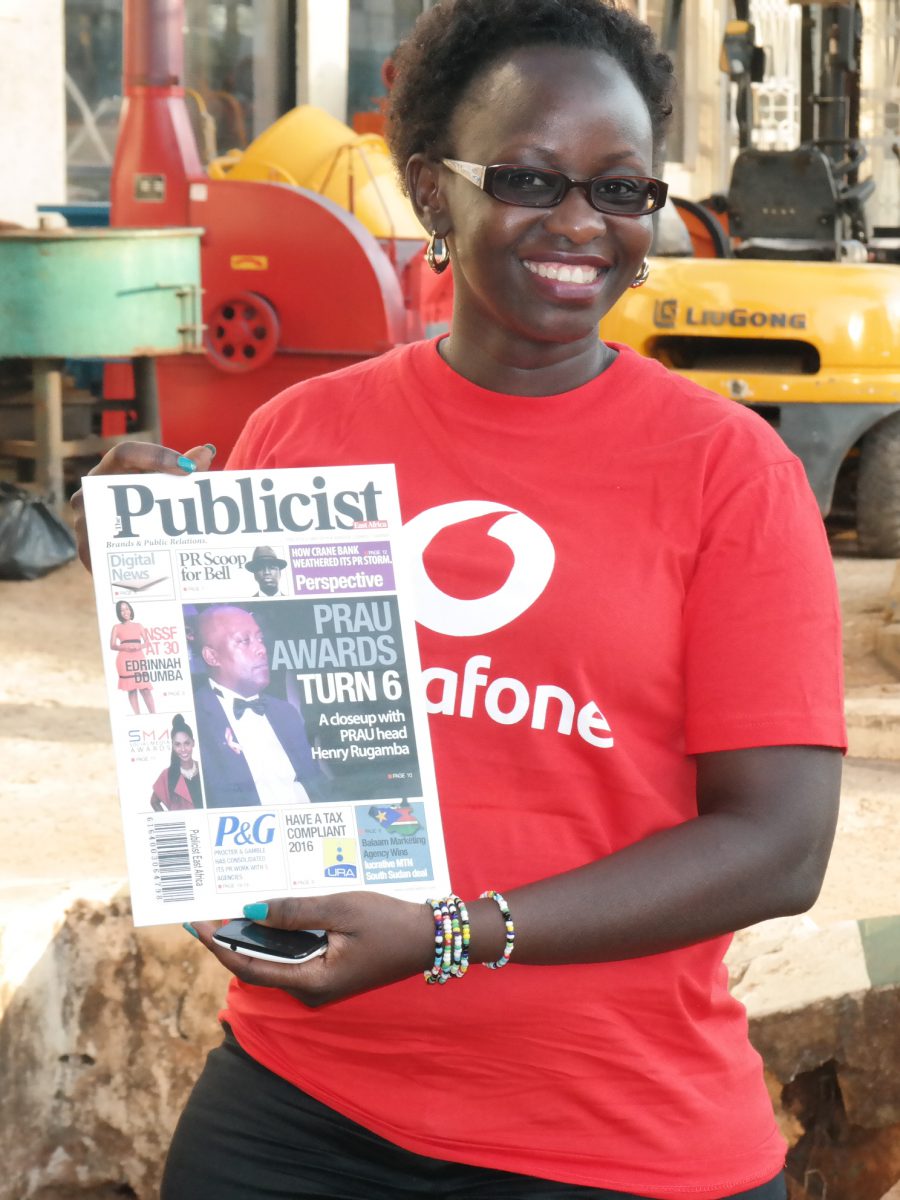 The Publicist
East Africa
Brands & Public Relations.
Digital
News
PR Scoop
for Bell
HOW CRANE BANK
PAGE 12
WEATHERED ITS PR STORM.
Perspective
NSSF
AT 30
EDRINNAH
DDUMBA
PRAU
AWARDS
TURN 6
A closeup with
PRAU head
Henry Rugamba
PAGE 10
SMA
SOCIAL MEDIA
AWARDS
P&G
PROCTER & GAMBLE
HAS CONSOLIDATED
ITS PR WORK WITH
AGENCIES
HAVE A TAX
COMPLIANT
2016
URA
Balaam Marketing
Agency Wins
lucrative MTN
South Sudan deal
Publicist East Africa
afone
LIUGONG